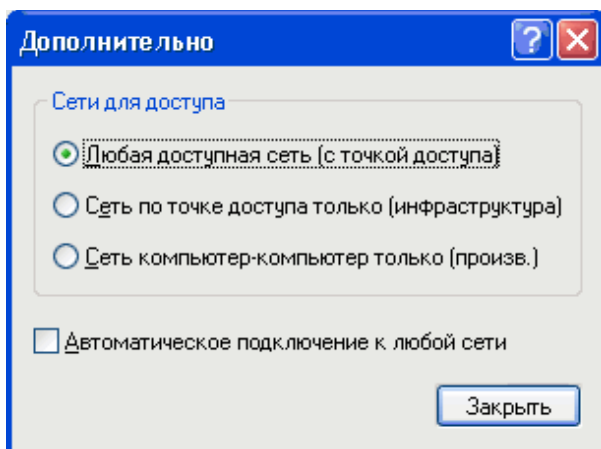 Дополнительно
?
Сети для доступа
Любая доступная сеть (с точкой доступа)
Сеть по точке доступа только (инфраструктура)
Сеть компьютер-компьютер только (произв.)
Автоматическое подключение к любой сети
Закрыть